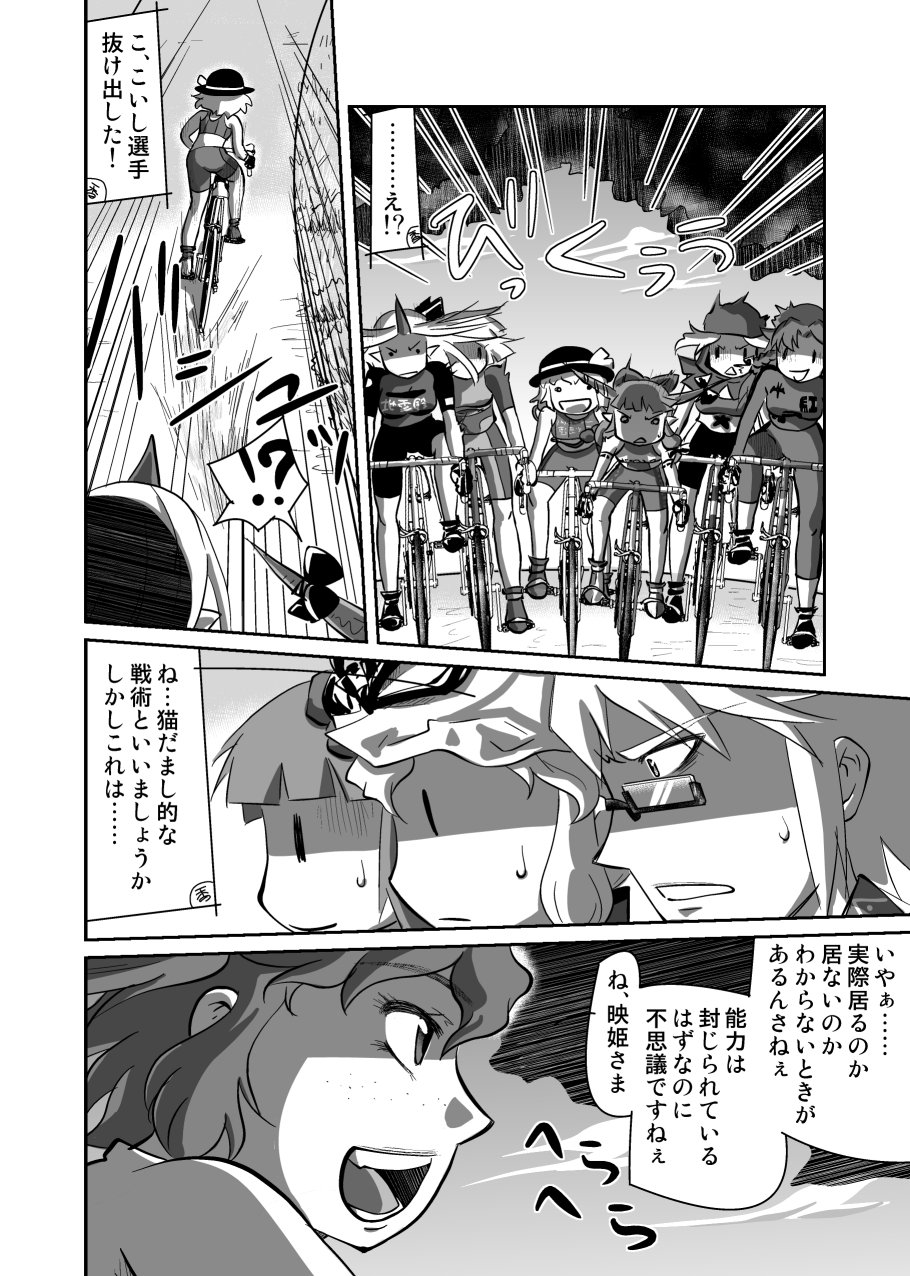 ………え!?
びっくぅぅ
地霊殿
こ、こいし選手
抜け出した！
!?
ね…猫だまし的な
戦術といいましょうか
しかしこれは……
いやぁ……
実際居るのか
居ないのか
わからないときが
あるんさねぇ
能力は
封じられている
はずなのに
不思議ですねぇ
ね、映姫さま
へら
へら